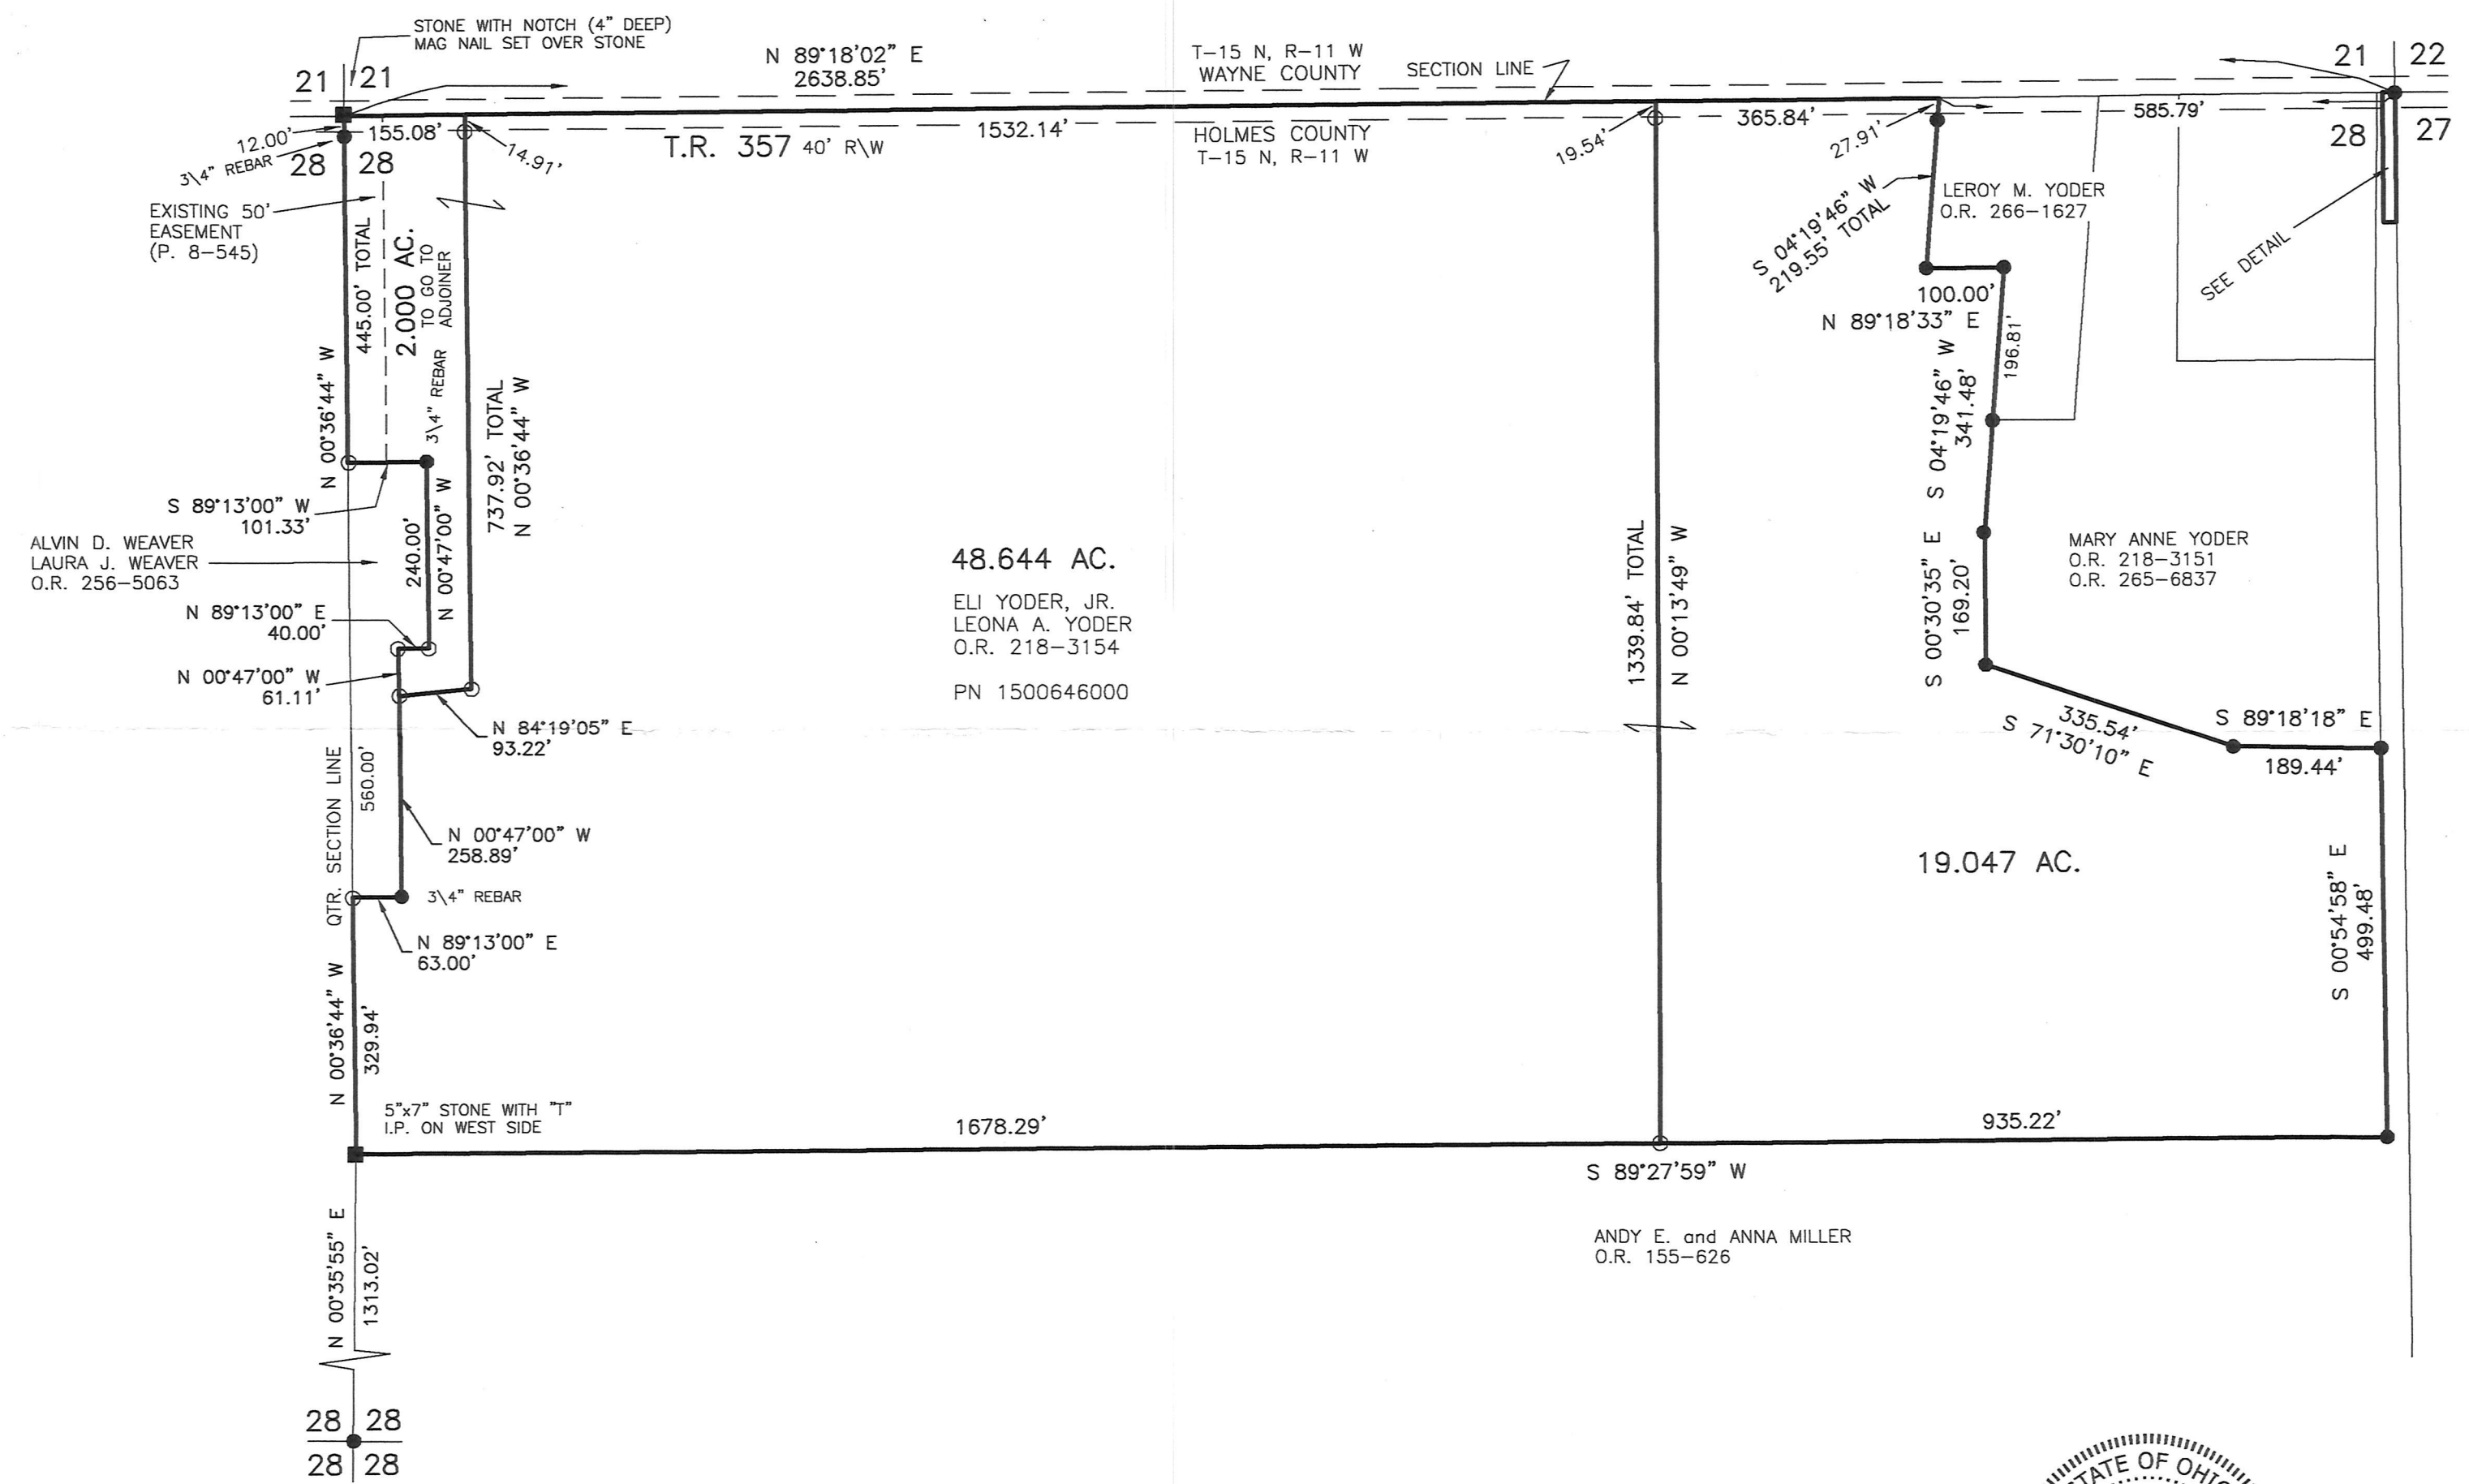 STONE WITH NOTCH (4" DEEP)
MAG NAIL SET OVER STONE
N 89°18'02" E
2638.85'
T-15 N, R-11 W
WAYNE COUNTY
SECTION LINE
21 21
21 22
12.00'
3\4" REBAR
28 28
155.08'
14.91'
T.R. 357 40' R\W
1532.14'
HOLMES COUNTY
T-15 N, R-11 W
19.54'
365.84'
27.91'
585.79'
28 27
EXISTING 50'
EASEMENT
(P. 8-545)
445.00' TOTAL
N 00°36'44" W
2.000 AC.
TO GO TO
ADJOINER
3\4" REBAR
737.92' TOTAL
N 00°36'44" W
S 04°19'46" W
219.55' TOTAL
LEROY M. YODER
O.R. 266-1627
SEE DETAIL
100.00'
N 89°18'33" E
196.81'
S 04°19'46" W
341.48'
S 89°13'00" W
101.33'
240.00'
N 00°47'00" W
ALVIN D. WEAVER
LAURA J. WEAVER
O.R. 256-5063
N 89°13'00" E
40.00'
N 00°47'00" W
61.11'
N 84°19'05" E
93.22'
48.644 AC.
ELI YODER, JR.
LEONA A. YODER
O.R. 218-3154
PN 1500646000
1339.84' TOTAL
N 00°13'49" W
S 00°30'35" E
169.20'
MARY ANNE YODER
O.R. 218-3151
O.R. 265-6837
335.54'
S 71°30'10" E
S 89°18'18" E
189.44'
QTR. SECTION LINE
560.00'
N 00°47'00" W
258.89'
3\4" REBAR
N 89°13'00" E
63.00'
19.047 AC.
S 00°54'58" E
499.48'
N 00°36'44" W
329.94'
5"x7" STONE WITH "T"
I.P. ON WEST SIDE
1678.29'
935.22'
S 89°27'59" W
N 00°35'55" E
1313.02'
ANDY E. and ANNA MILLER
O.R. 155-626
28 28
28 28
STATE OF OHIO